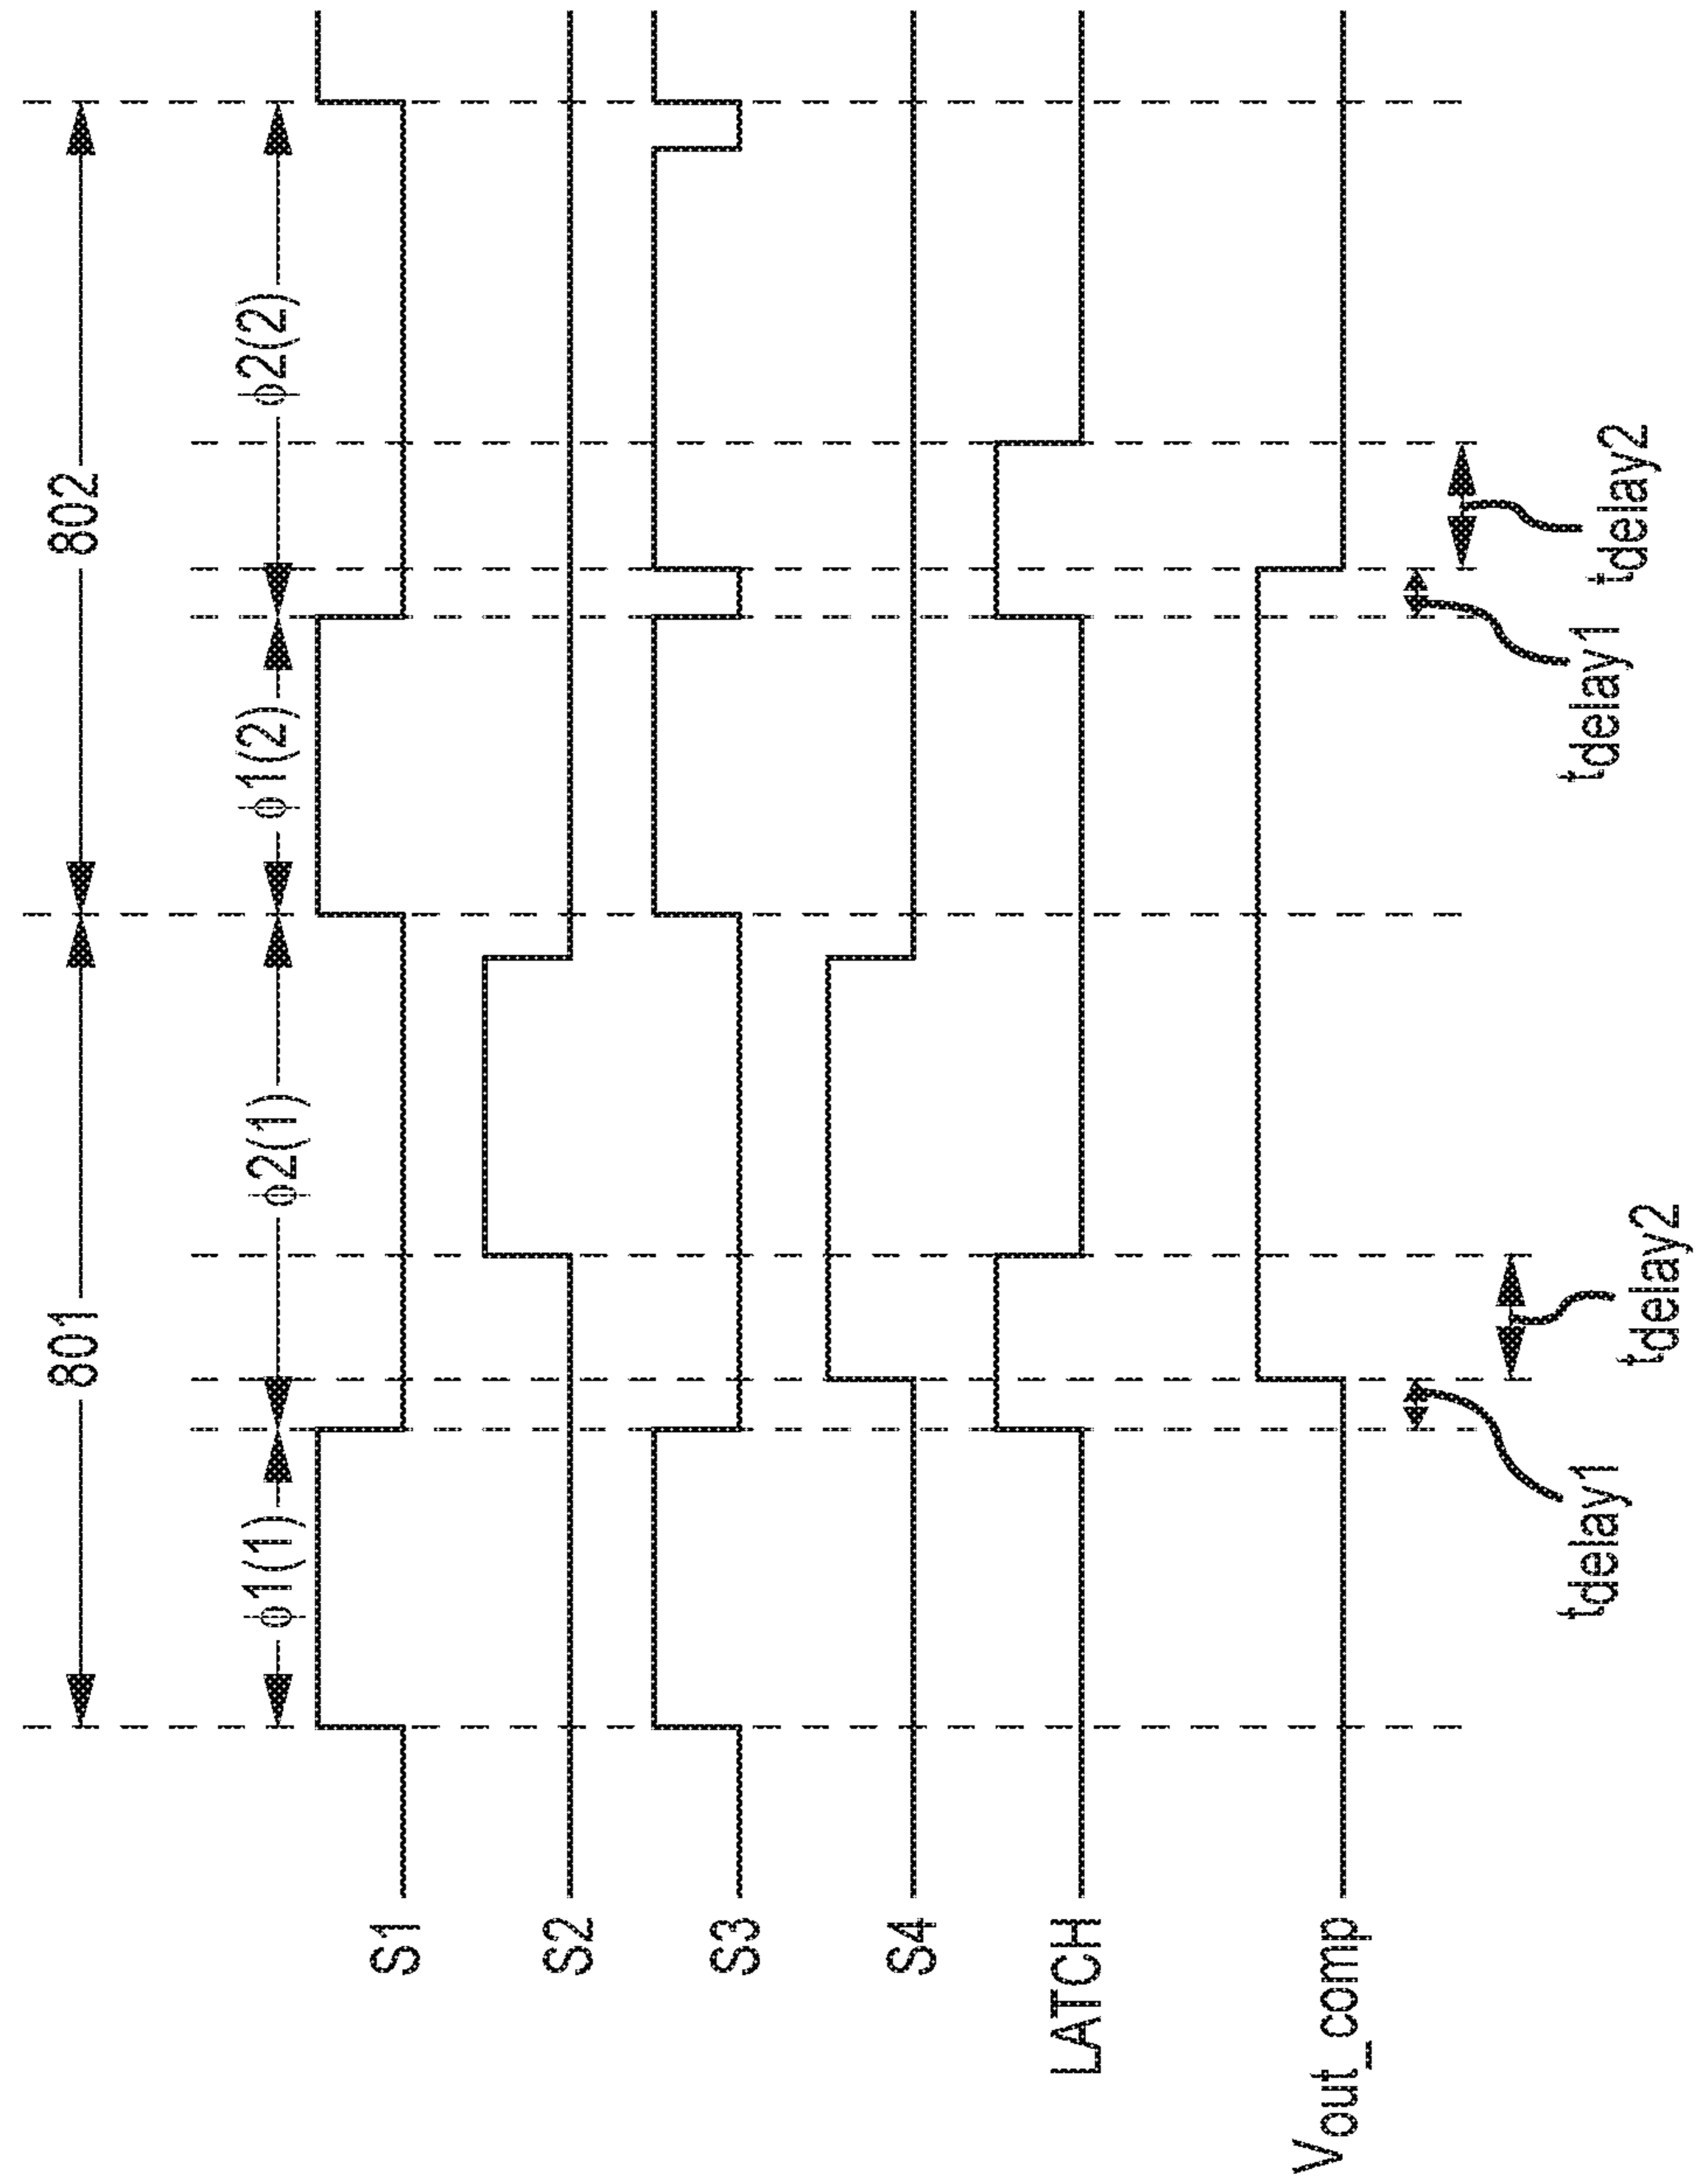 801
802
ϕ1(1)
ϕ2(1)
ϕ1(2)
ϕ2(2)
S1
S2
S3
S4
LATCH
Vout_comp
tdelay1
tdelay2
tdelay1
tdelay2